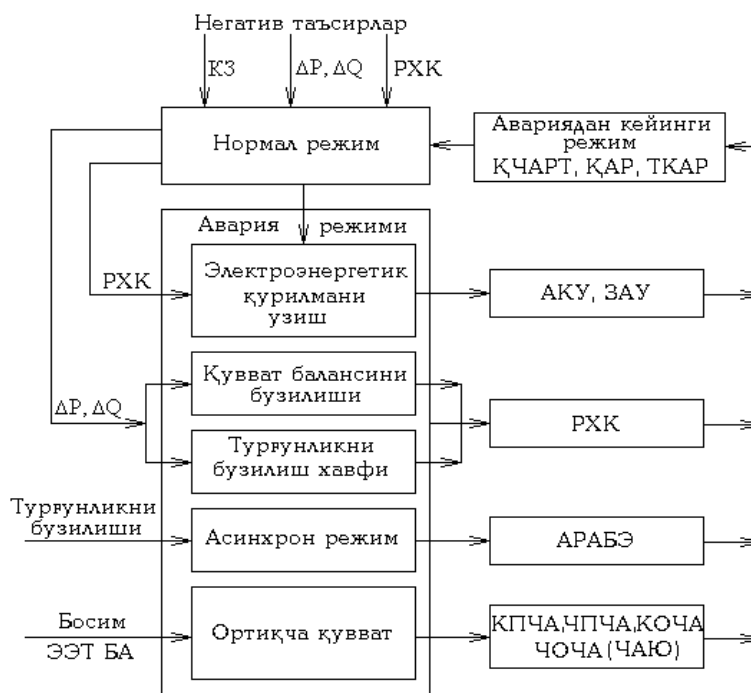 Негатив таъсирлар
КЗ
ΔP, ΔQ
РХК
Нормал режим
Авариядан кейинги
режим
ҚЧАРТ, ҚАР, ТКАР
Авария режими
РХК
Электроэнергетик
қурилмани
узиш
АКУ, ЗАУ
Қувват балансини
бузилиши
ΔP, ΔQ
РХК
Турғунликни
бузилиш хавфи
Турғунликни
бузилиши
Асинхрон режим
АРАБЭ
Босим
ЭЭТ БА
Ортиқча қувват
КПЧА,ЧПЧА,КОЧА
ЧОЧА (ЧАЮ)